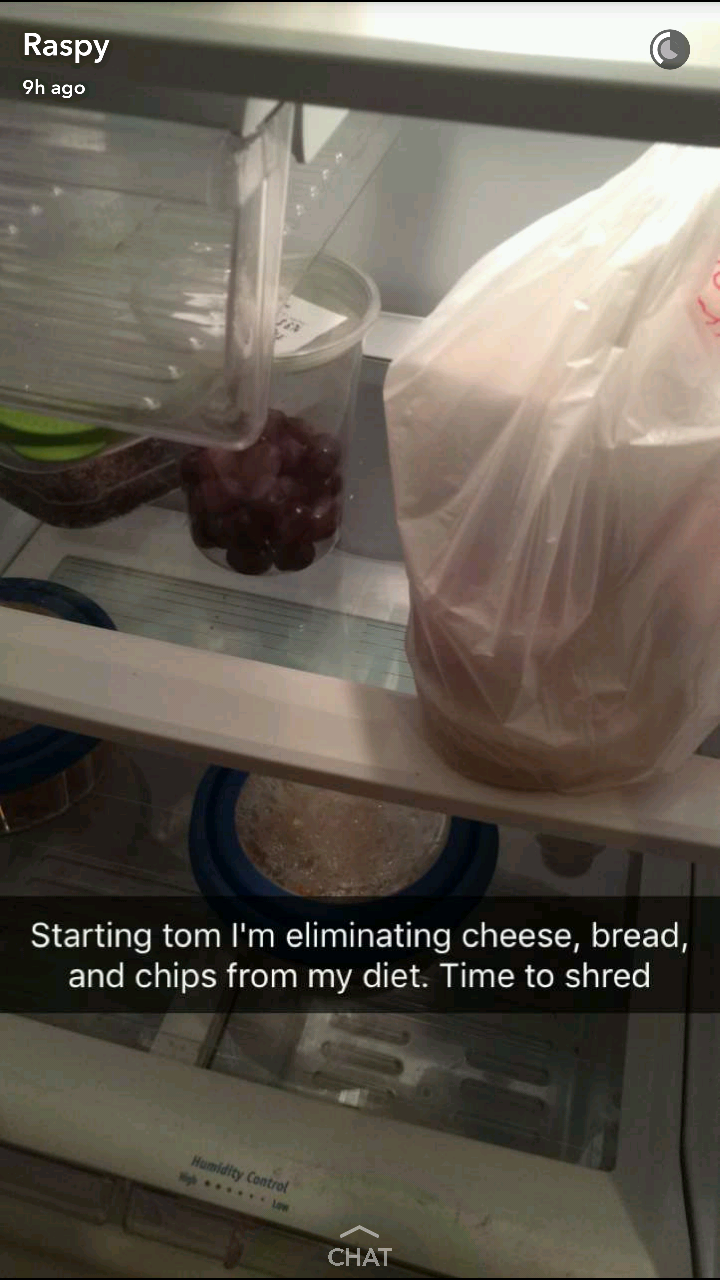 Raspy
9h ago
Starting tom I'm eliminating cheese, bread,
and chips from my diet. Time to shred
Humidity Control
High
Low
CHAT